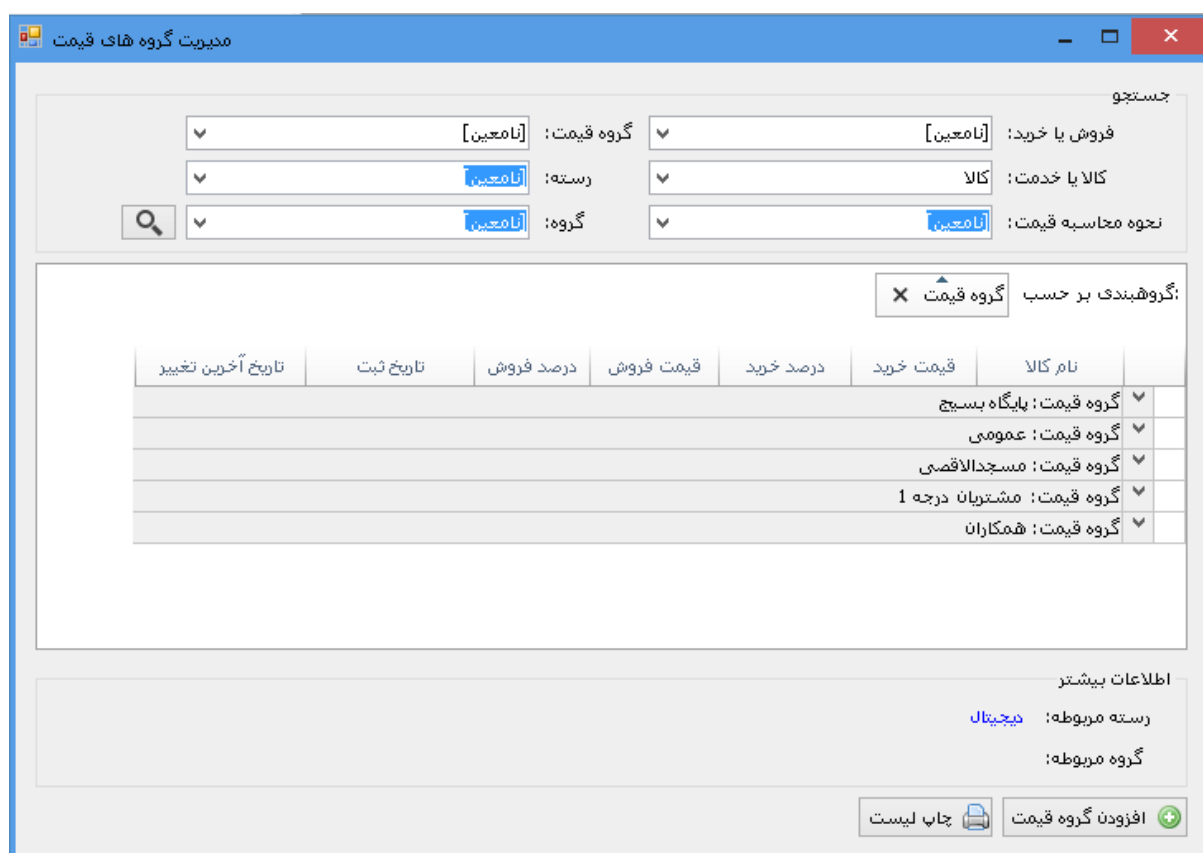 مدیریت گروه های قیمت
جستجو
فروش یا خرید: [نامعین] گروه قیمت: [نامعین]
کالا یا خدمت: کالا رسته: [نامعین]
نحوه محاسبه قیمت: [نامعین] گروه: [نامعین]
:گروهبندی بر حسب گروه قیمت
نام کالا قیمت خرید درصد خرید قیمت فروش درصد فروش تاریخ ثبت تاریخ آخرین تغییر
گروه قیمت: پایگاه بسیج
گروه قیمت: عمومی
گروه قیمت: مسجدالاقصی
گروه قیمت: مشتریان درجه 1
گروه قیمت: همکاران
اطلاعات بیشتر
رسته مربوطه: دیجیتال
گروه مربوطه:
افزودن گروه قیمت چاپ لیست